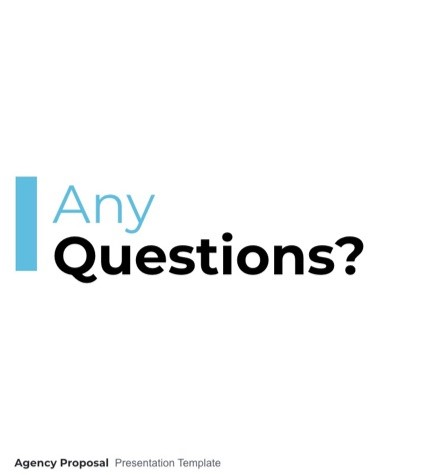 Any
Questions?
Agency Proposal Presentation Template